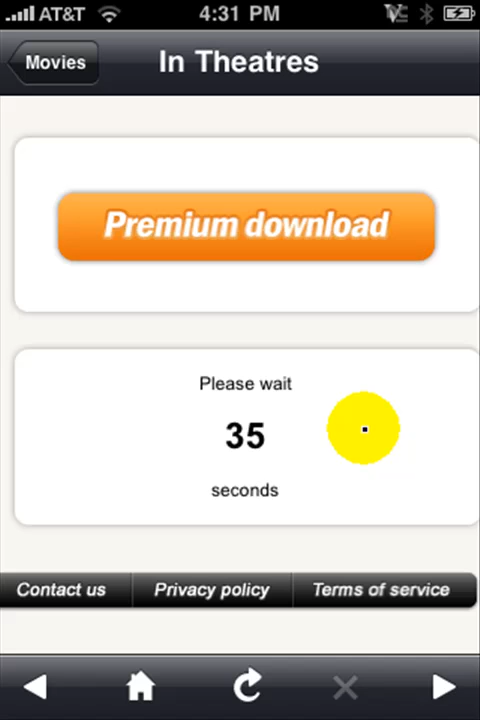 AT&T 4:31 PM
Movies In Theatres
Premium download
Please wait
35
seconds
Contact us Privacy policy Terms of service